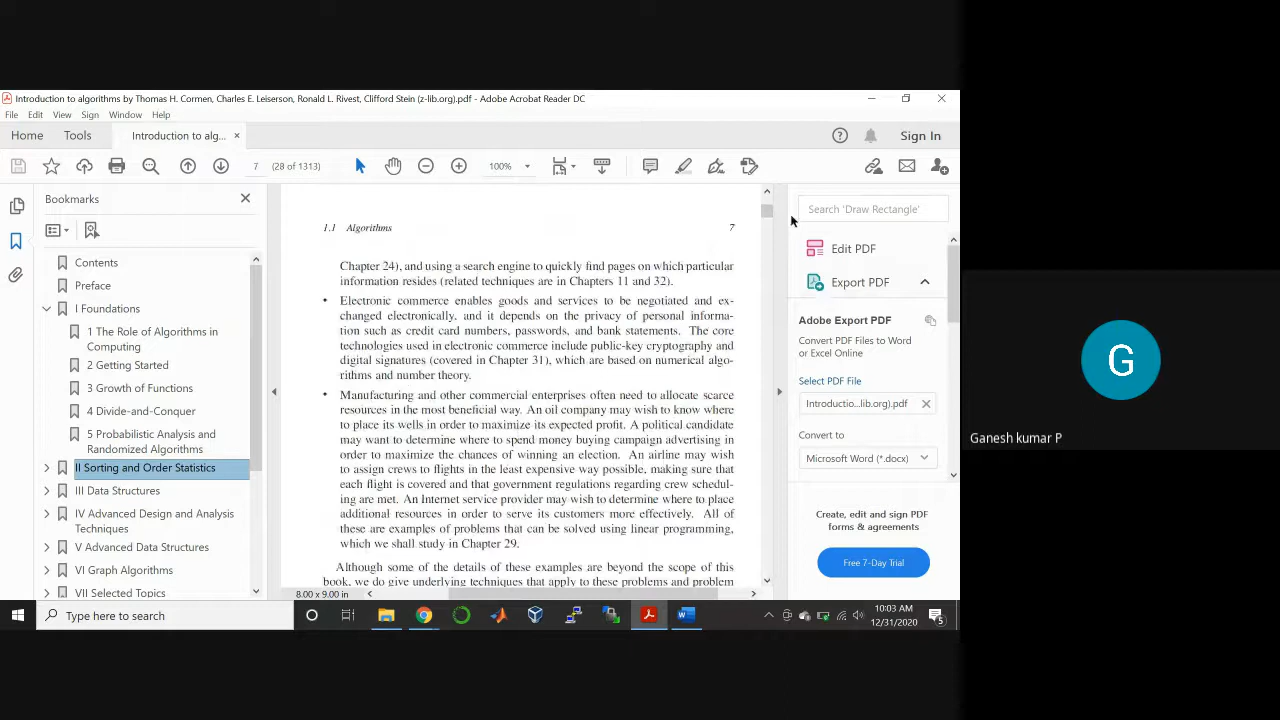 Introduction to algorithms by Thomas H. Cormen, Charles E. Leiserson, Ronald L. Rivest, Clifford Stein (z-lib.org).pdf - Adobe Acrobat Reader DC
File Edit View Sign Window Help
Home Tools Introduction to alg... × Sign In
7 (28 of 1313) 100%
Bookmarks
Contents
Preface
I Foundations
1 The Role of Algorithms in
Computing
2 Getting Started
3 Growth of Functions
4 Divide-and-Conquer
5 Probabilistic Analysis and
Randomized Algorithms
II Sorting and Order Statistics
III Data Structures
IV Advanced Design and Analysis
Techniques
V Advanced Data Structures
VI Graph Algorithms
VII Selected Topics
1.1 Algorithms 7
Chapter 24), and using a search engine to quickly find pages on which particular
information resides (related techniques are in Chapters 11 and 32).
• Electronic commerce enables goods and services to be negotiated and ex-
changed electronically, and it depends on the privacy of personal informa-
tion such as credit card numbers, passwords, and bank statements. The core
technologies used in electronic commerce include public-key cryptography and
digital signatures (covered in Chapter 31), which are based on numerical algo-
rithms and number theory.
• Manufacturing and other commercial enterprises often need to allocate scarce
resources in the most beneficial way. An oil company may wish to know where
to place its wells in order to maximize its expected profit. A political candidate
may want to determine where to spend money buying campaign advertising in
order to maximize the chances of winning an election. An airline may wish
to assign crews to flights in the least expensive way possible, making sure that
each flight is covered and that government regulations regarding crew schedul-
ing are met. An Internet service provider may wish to determine where to place
additional resources in order to serve its customers more effectively. All of
these are examples of problems that can be solved using linear programming,
which we shall study in Chapter 29.
Although some of the details of these examples are beyond the scope of this
book, we do give underlying techniques that apply to these problems and problem
8.00 x 9.00 in
Search 'Draw Rectangle'
Edit PDF
Export PDF
Adobe Export PDF
Convert PDF Files to Word
or Excel Online
Select PDF File
Introductio...lib.org).pdf
Convert to
Microsoft Word (*.docx)
Create, edit and sign PDF
forms & agreements
Free 7-Day Trial
Type here to search
10:03 AM
12/31/2020
5
G
Ganesh kumar P